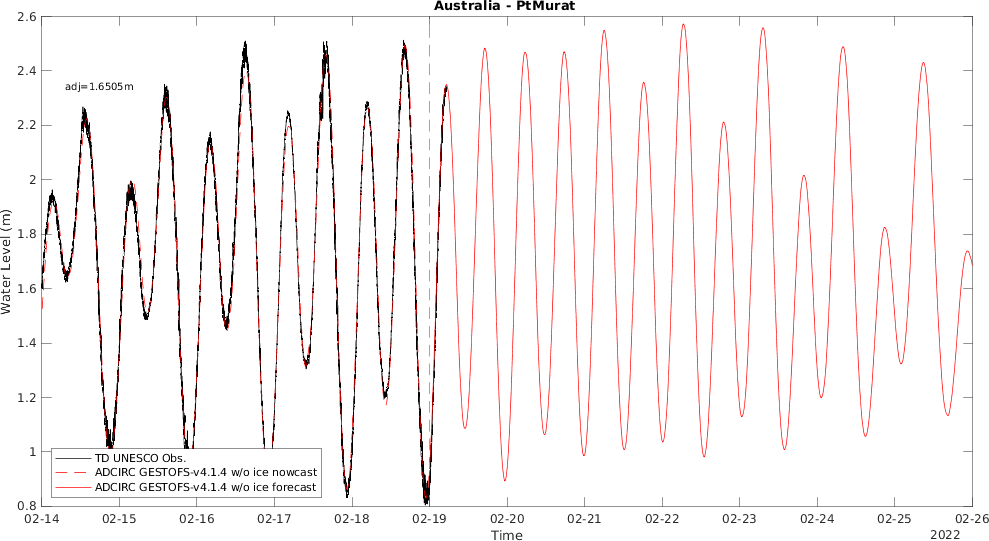 Australia - PtMurat
2.6
2.4
adj=1.6505m
2.2
2
1.8
Water Level (m)
1.6
1.4
1.2
1
0.8
TD UNESCO Obs.
ADCIRC GESTOFS-v4.1.4 w/o ice nowcast
ADCIRC GESTOFS-v4.1.4 w/o ice forecast
02-14 02-15 02-16 02-17 02-18 02-19 02-20 02-21 02-22 02-23 02-24 02-25 02-26
Time
2022